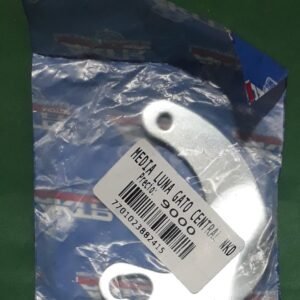 MEDIA LUNA GATO CENTRAL NKD
Precio:
9000
7701023882415